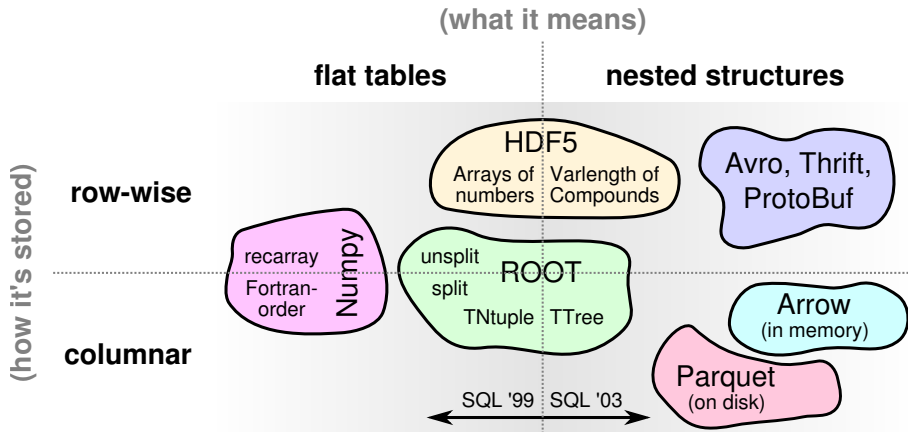 (what it means)
flat tables
nested structures
(how it's stored)
row-wise
columnar
HDF5
Arrays of
numbers
Varlength of
Compounds
Avro, Thrift,
ProtoBuf
recarray
Fortran-
order
Numpy
unsplit
split
ROOT
TNtuple
TTree
Arrow
(in memory)
Parquet
(on disk)
SQL '99
SQL '03